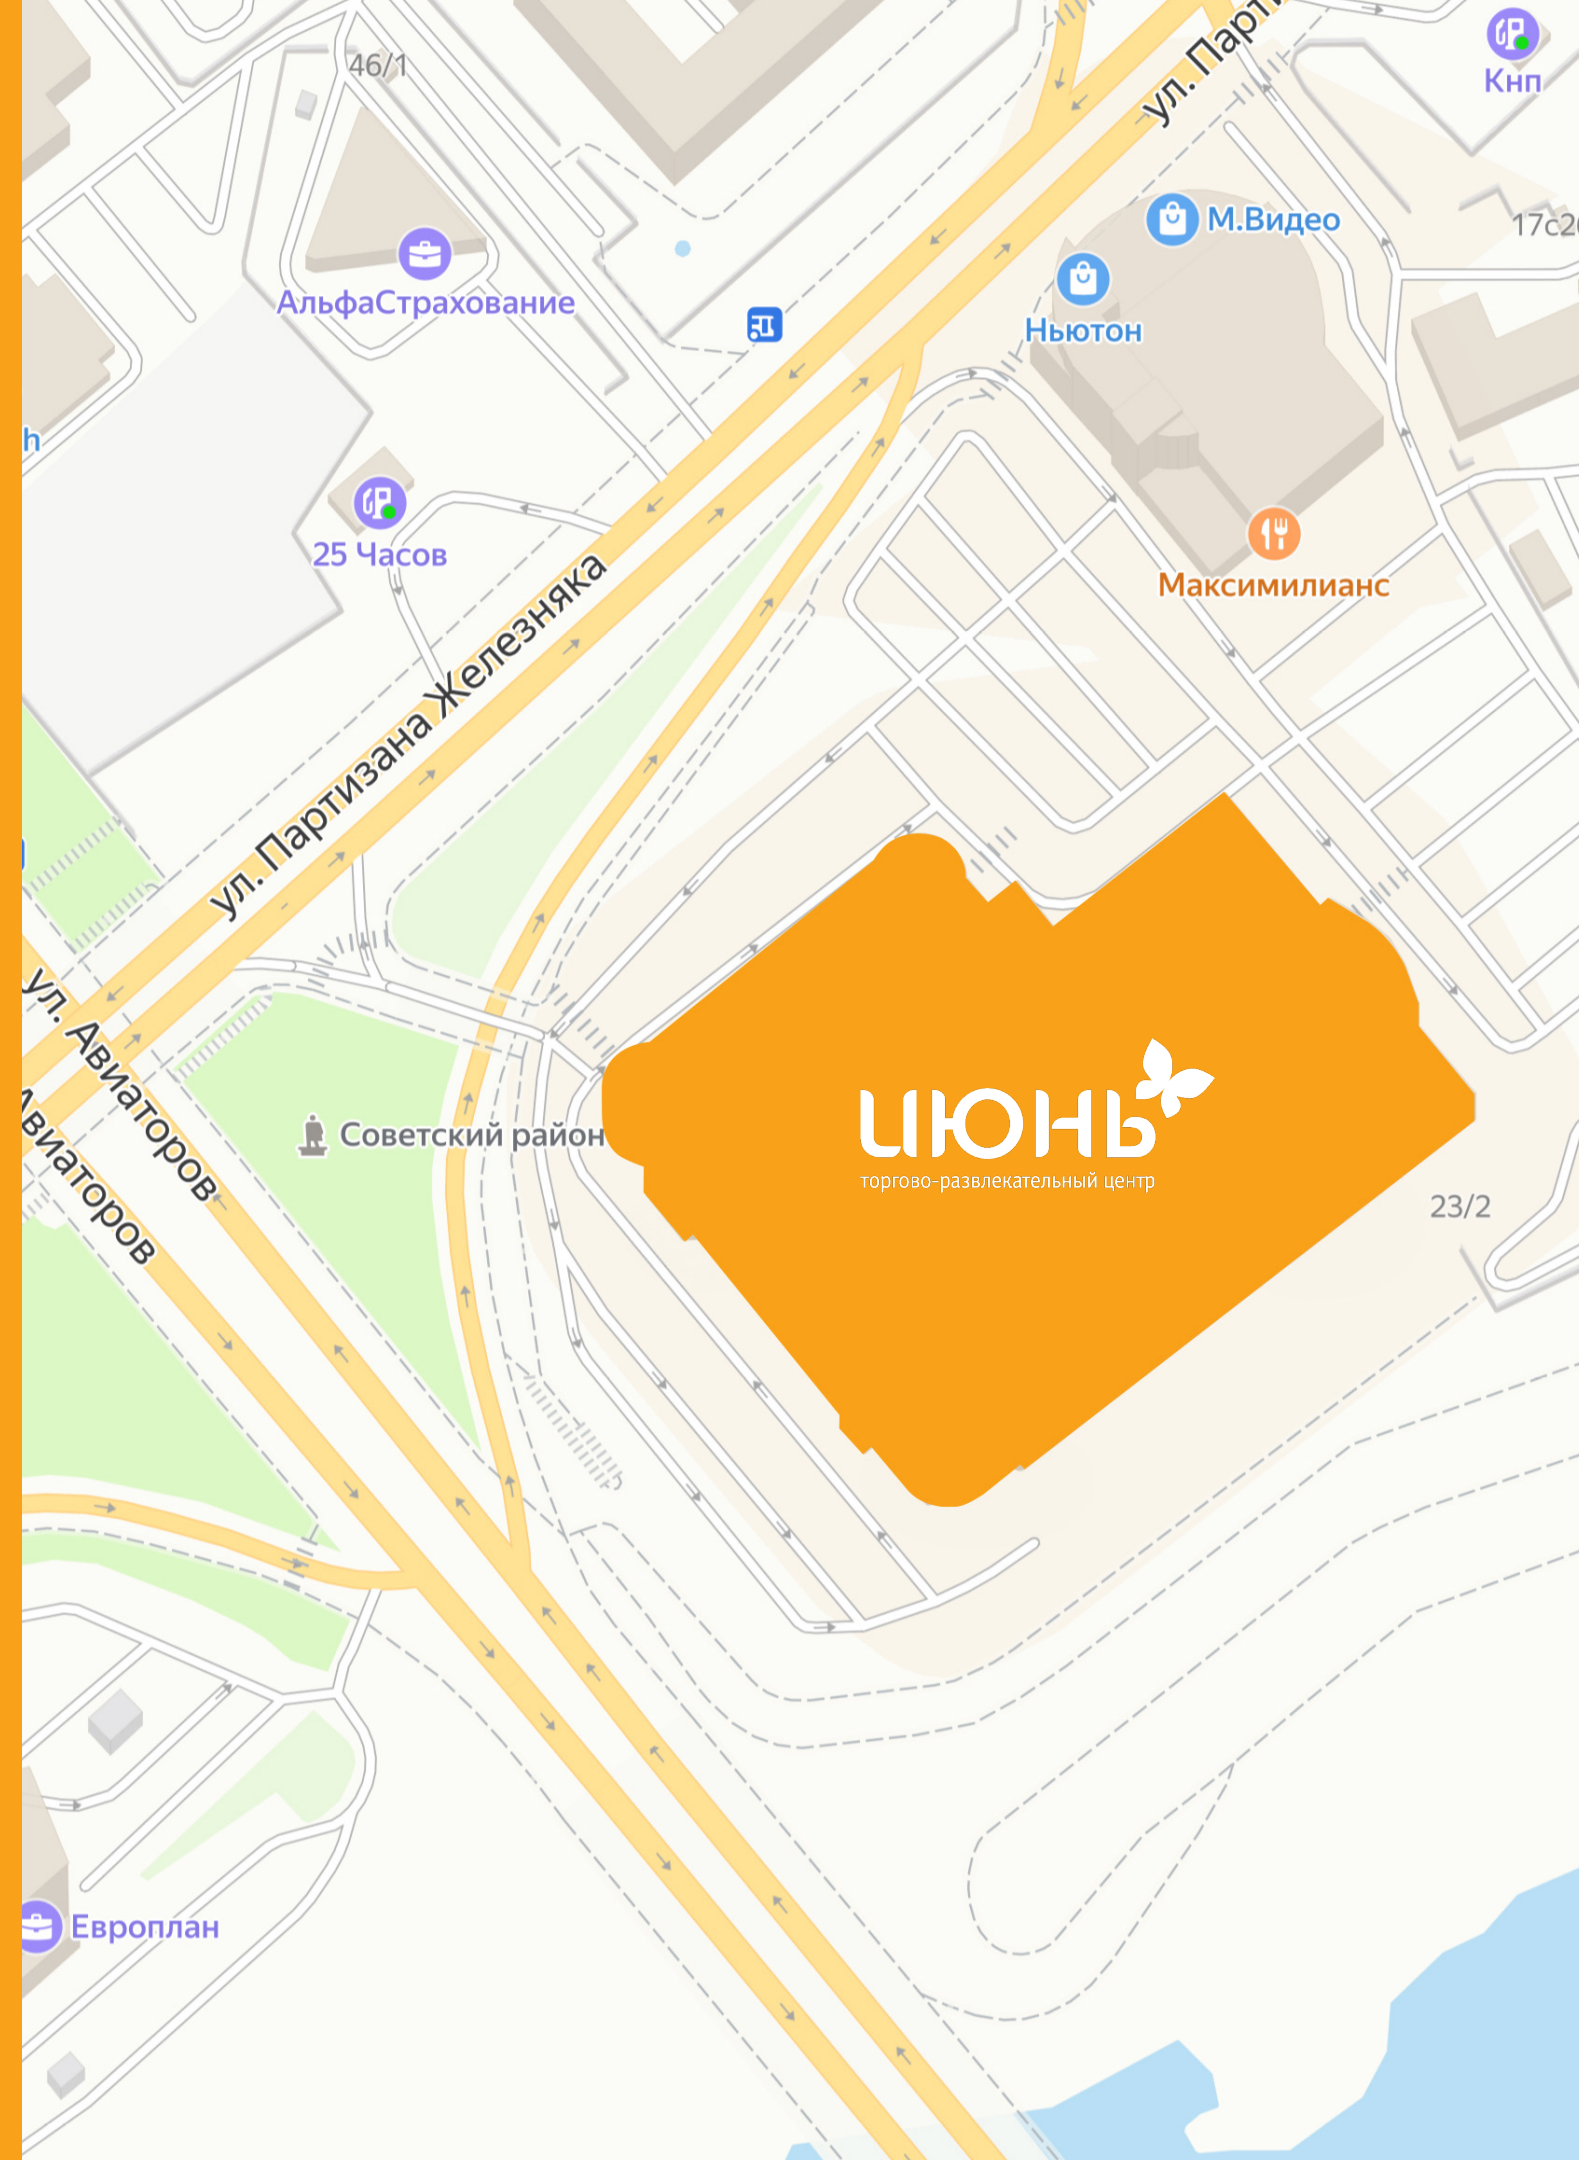 46/1
ул. Парти
Кнп
М.Видео
17с2
АльфаСтрахование
Ньютон
h
25 Часов
Максимилианс
ул. Партизана Железняка
ул. Авиаторов
Авиаторов
Советский район
июнь
торгово-развлекательный центр
23/2
Европлан